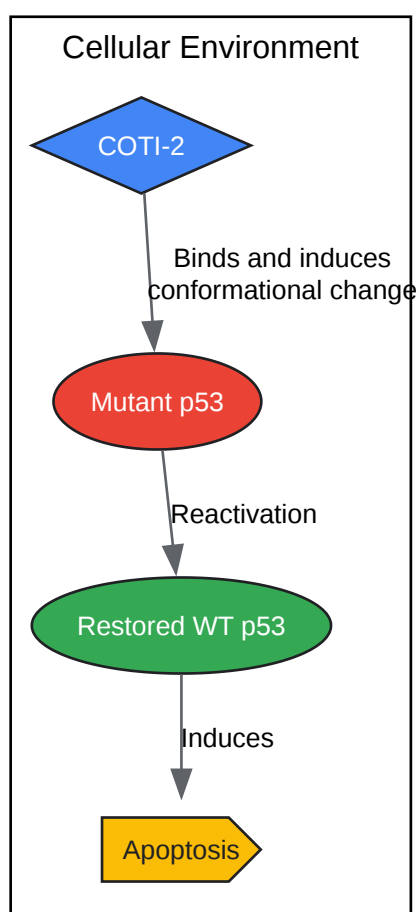 Cellular Environment
COTI-2
Binds and induces
conformational change
Mutant p53
Reactivation
Restored WT p53
Induces
Apoptosis